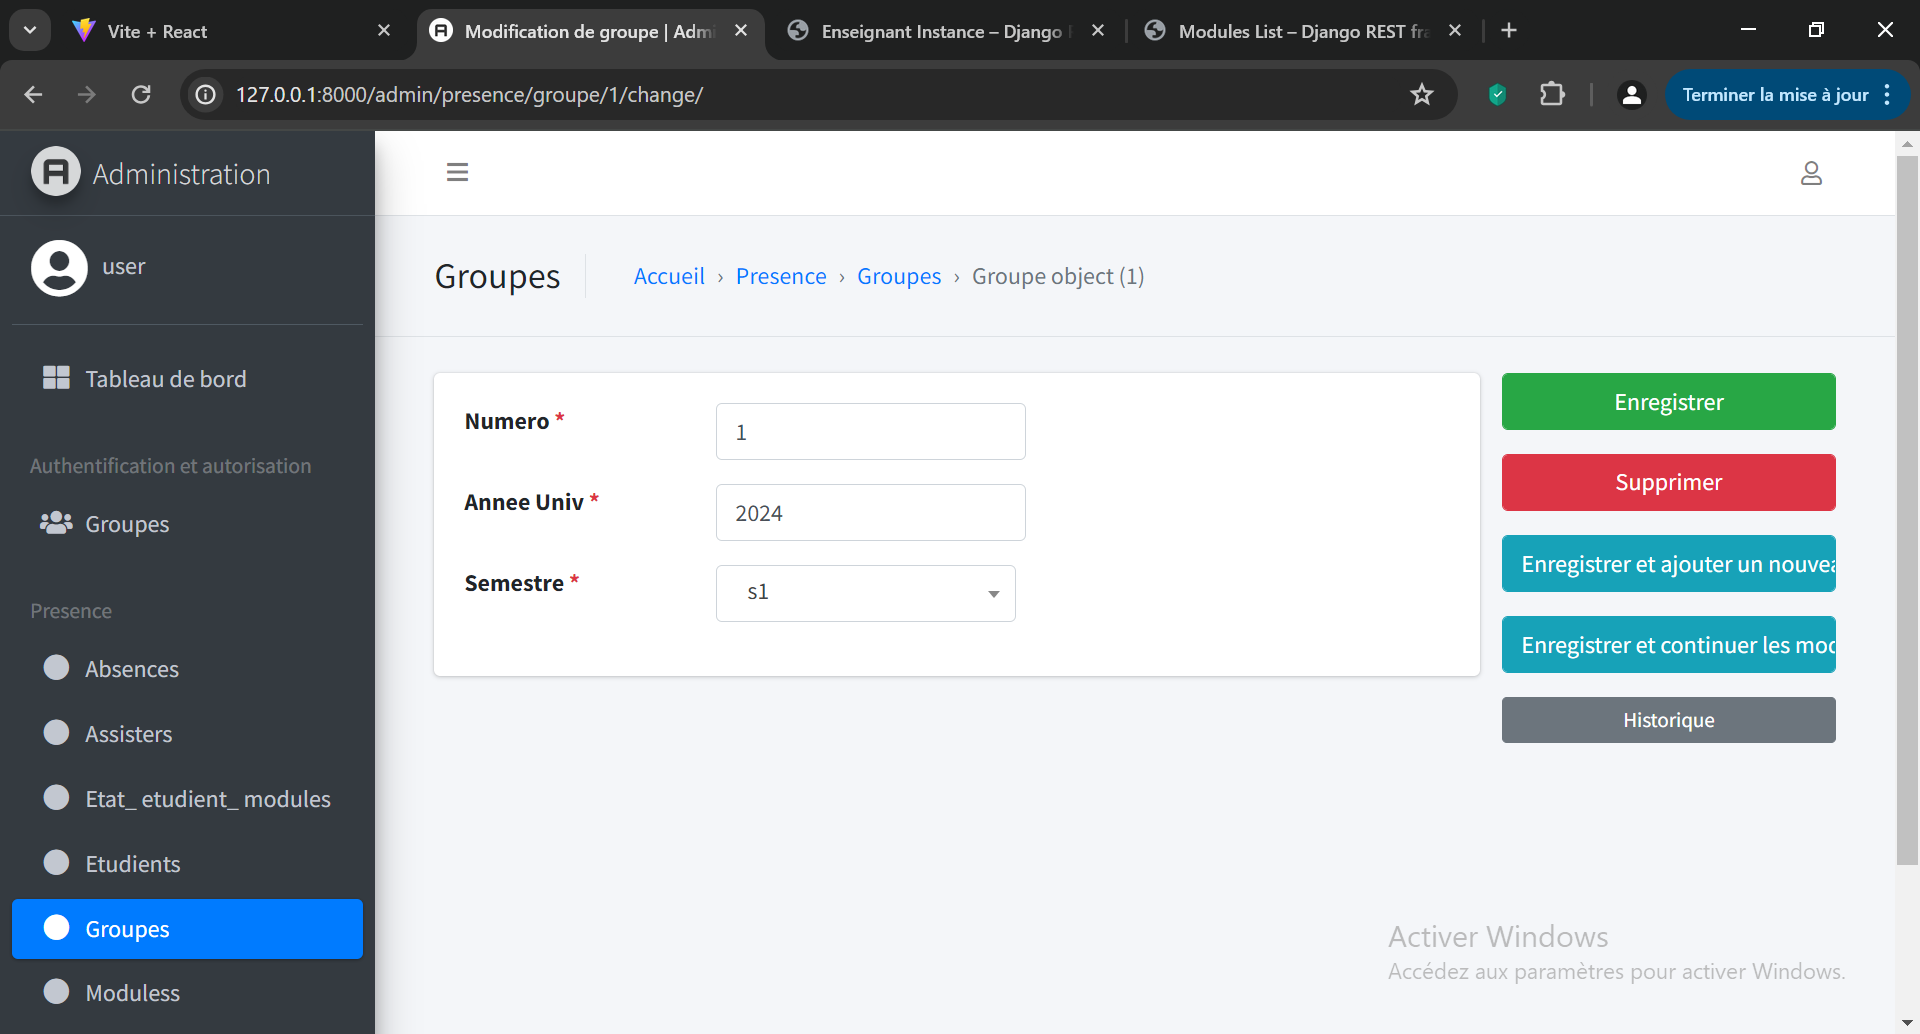 Vite + React
Modification de groupe | Adm
Enseignant Instance – Django
Modules List – Django REST fra
127.0.0.1:8000/admin/presence/groupe/1/change/
Terminer la mise à jour
Administration
user
Tableau de bord
Authentification et autorisation
Groupes
Presence
Absences
Assisters
Etat_ etudient_ modules
Etudients
Groupes
Moduless
Groupes
Accueil › Presence › Groupes › Groupe object (1)
Numero *
1
Annee Univ *
2024
Semestre *
s1
Enregistrer
Supprimer
Enregistrer et ajouter un nouvea
Enregistrer et continuer les mod
Historique
Activer Windows
Accédez aux paramètres pour activer Windows.